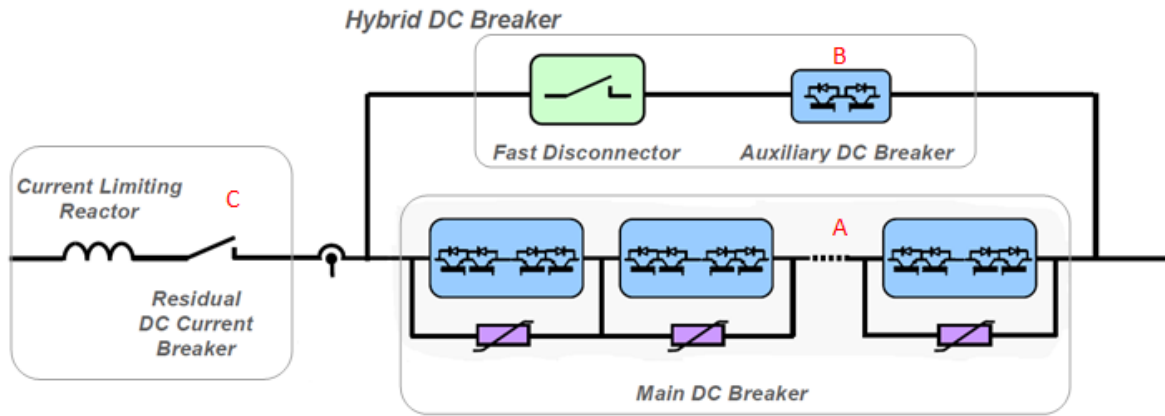 Hybrid DC Breaker
B
Fast Disconnector
Auxiliary DC Breaker
Current Limiting
Reactor
C
A
Residual
DC Current
Breaker
Main DC Breaker